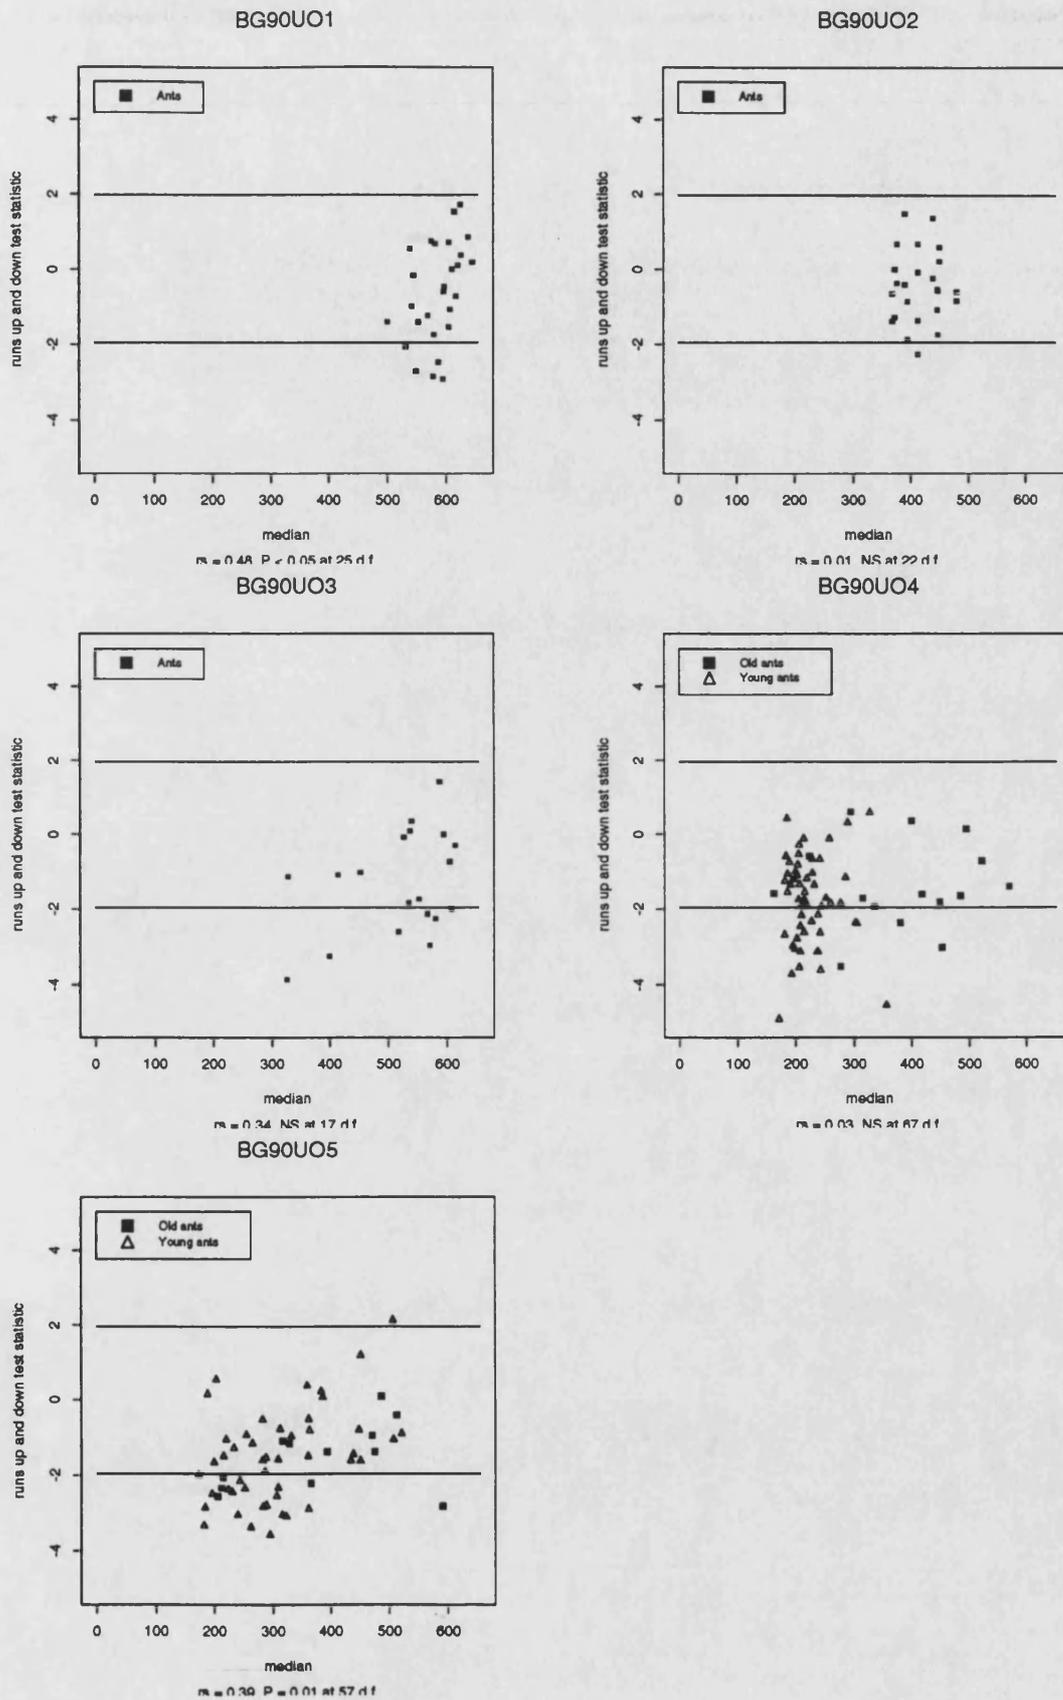 BG90UO1
Ants
4
2
0
-2
-4
runs up and down test statistic
0 100 200 300 400 500 600
median
rs = 0.48 P < 0.05 at 25 d f
BG90UO2
Ants
4
2
0
-2
-4
runs up and down test statistic
0 100 200 300 400 500 600
median
rs = 0.01 NS at 22 d f
BG90UO3
Ants
4
2
0
-2
-4
runs up and down test statistic
0 100 200 300 400 500 600
median
rs = 0.34 NS at 17 d f
BG90UO4
Old ants
Young ants
4
2
0
-2
-4
runs up and down test statistic
0 100 200 300 400 500 600
median
rs = 0.03 NS at 67 d f
BG90UO5
Old ants
Young ants
4
2
0
-2
-4
runs up and down test statistic
0 100 200 300 400 500 600
median
rs = 0.39 P = 0.01 at 57 d f